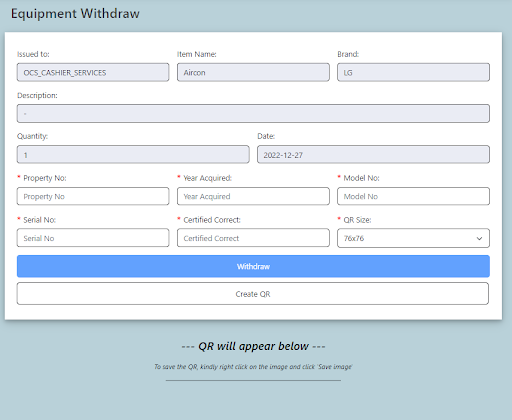 Equipment Withdraw
Issued to: Item Name: Brand:
OCS_CASHIER_SERVICES Aircon LG
Description:
-
Quantity: Date:
1 2022-12-27
* Property No: * Year Acquired: * Model No:
Property No Year Acquired Model No
* Serial No: * Certified Correct: * QR Size:
Serial No Certified Correct 76x76
Withdraw
Create QR
--- QR will appear below ---
To save the QR, kindly right click on the image and click 'Save image'